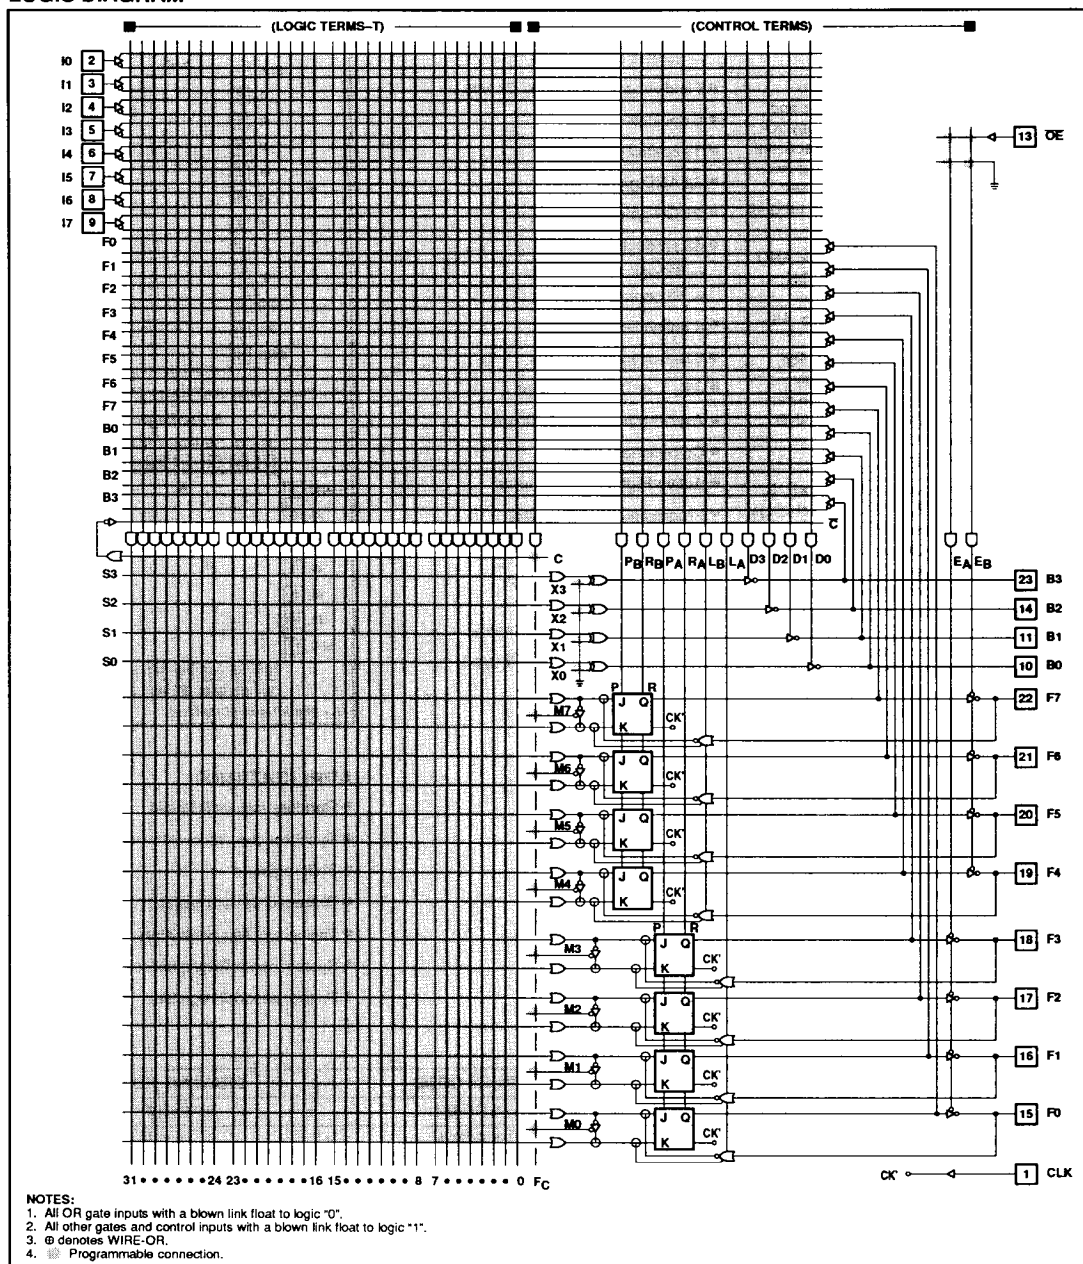 LOGIC DIAGRAM
(LOGIC TERMS–T) (CONTROL TERMS)
I0 2
I1 3
I2 4
I3 5
I4 6
I5 7
I6 8
I7 9
13 OE
F0
F1
F2
F3
F4
F5
F6
F7
B0
B1
B2
B3
C
C PB RB PA RA LB LA D3 D2 D1 D0 EA EB
S3 X3 23 B3
S2 X2 14 B2
S1 X1 11 B1
S0 X0 10 B0
P R
M7 J Q K CK' 22 F7
M6 J Q K CK' 21 F6
M5 J Q K CK' 20 F5
M4 J Q K CK' 19 F4
P R
M3 J Q K CK' 18 F3
M2 J Q K CK' 17 F2
M1 J Q K CK' 16 F1
M0 J Q K CK' 15 F0
31 • • • • • • 24 23 • • • • • • 16 15 • • • • • • 8 7 • • • • • • 0 FC
CK' 1 CLK
NOTES:
1. All OR gate inputs with a blown link float to logic "0".
2. All other gates and control inputs with a blown link float to logic "1".
3. ⊕ denotes WIRE-OR.
4. Programmable connection.